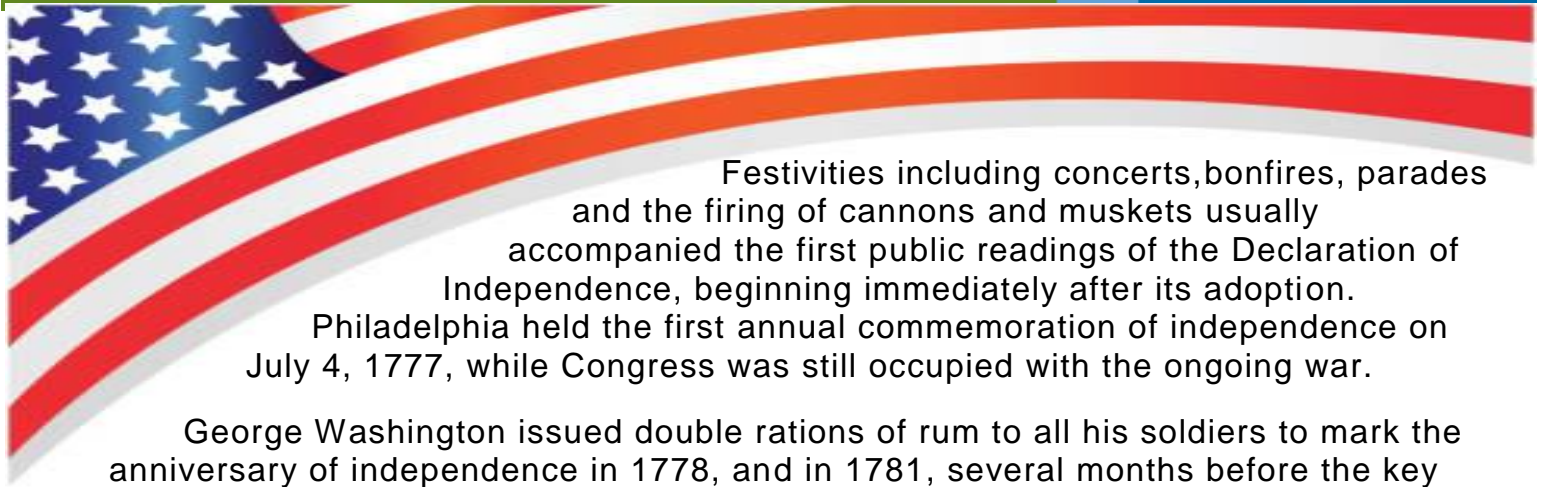 Festivities including concerts,bonfires, parades
and the firing of cannons and muskets usually
accompanied the first public readings of the Declaration of
Independence, beginning immediately after its adoption.
Philadelphia held the first annual commemoration of independence on
July 4, 1777, while Congress was still occupied with the ongoing war.
George Washington issued double rations of rum to all his soldiers to mark the
anniversary of independence in 1778, and in 1781, several months before the key